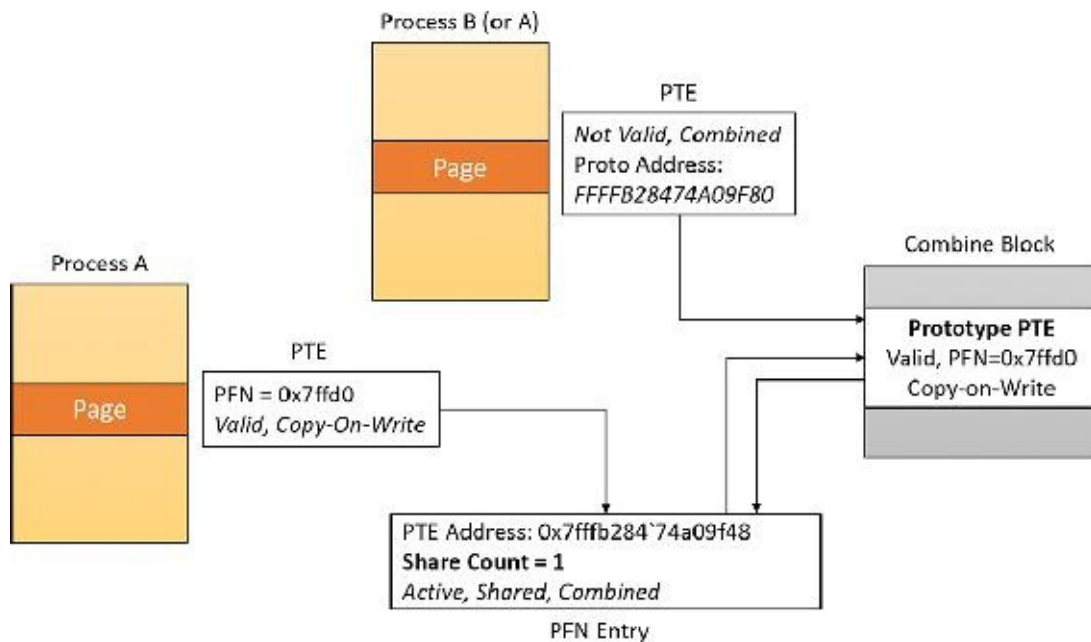 Process B (or A)
PTE
Not Valid, Combined
Proto Address:
FFFFB28474A09F80
Page
Combine Block
Prototype PTE
Valid, PFN=0x7ffd0
Copy-on-Write
Process A
PTE
PFN = 0x7ffd0
Valid, Copy-On-Write
Page
PTE Address: 0x7fffb284`74a09f48
Share Count = 1
Active, Shared, Combined
PFN Entry